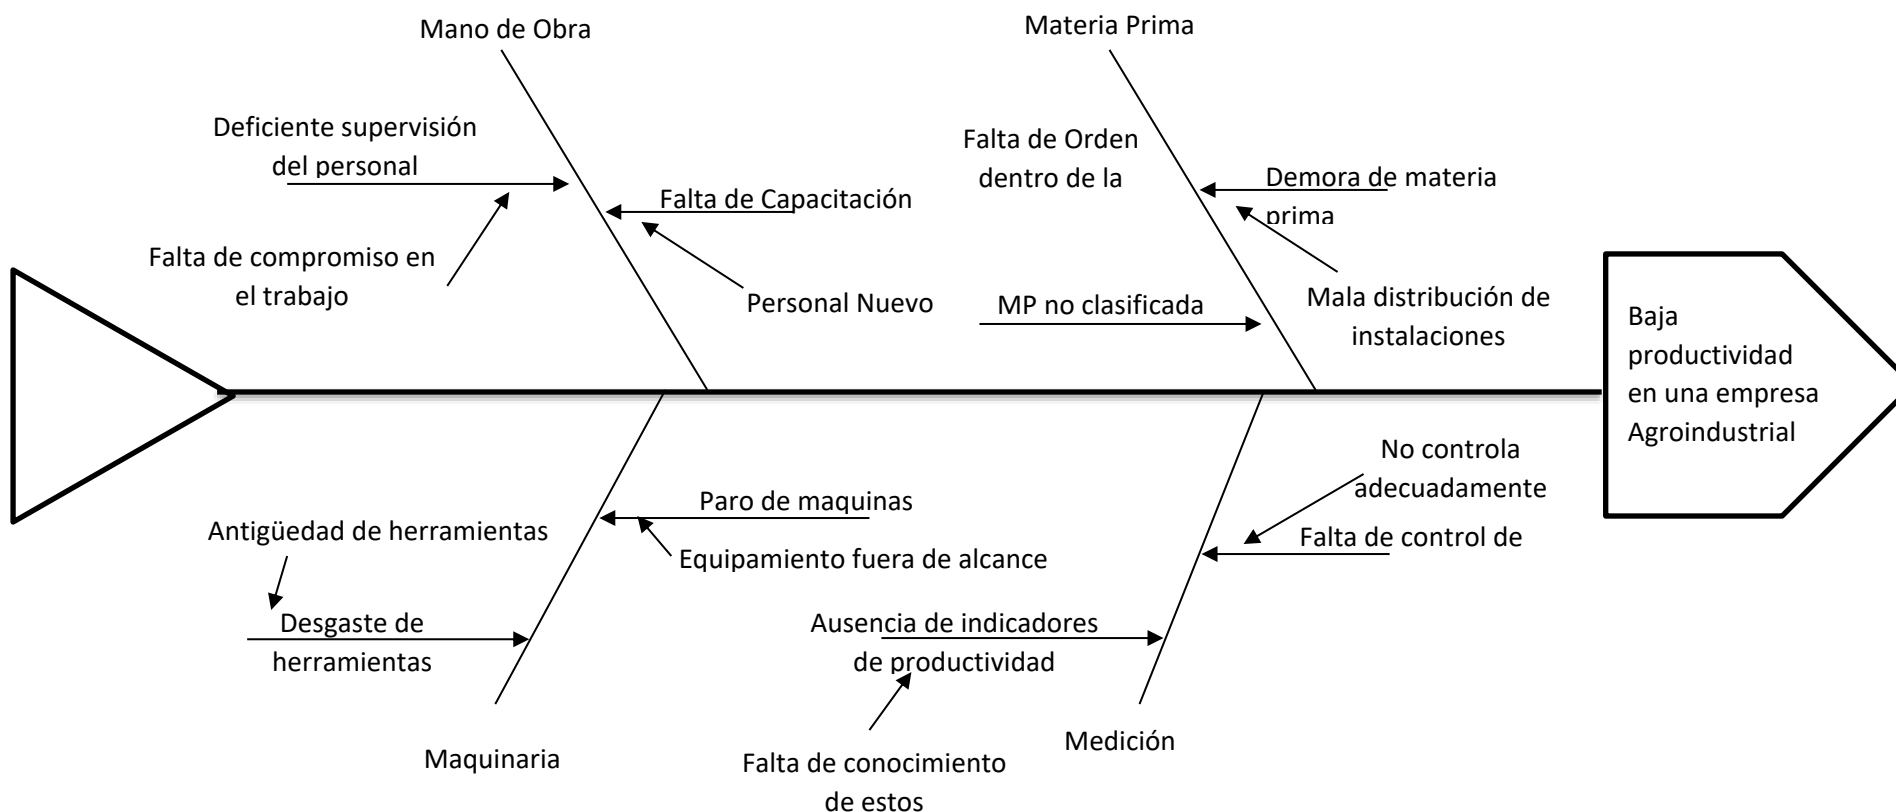 Mano de Obra
Materia Prima
Deficiente supervisión
del personal
Falta de Capacitación
Falta de compromiso en
el trabajo
Personal Nuevo
Falta de Orden
dentro de la
Demora de materia
prima
MP no clasificada
Mala distribución de
instalaciones
Baja
productividad
en una empresa
Agroindustrial
Antigüedad de herramientas
Paro de maquinas
Equipamiento fuera de alcance
Desgaste de
herramientas
Maquinaria
No controla
adecuadamente
Falta de control de
Ausencia de indicadores
de productividad
Falta de conocimiento
de estos
Medición